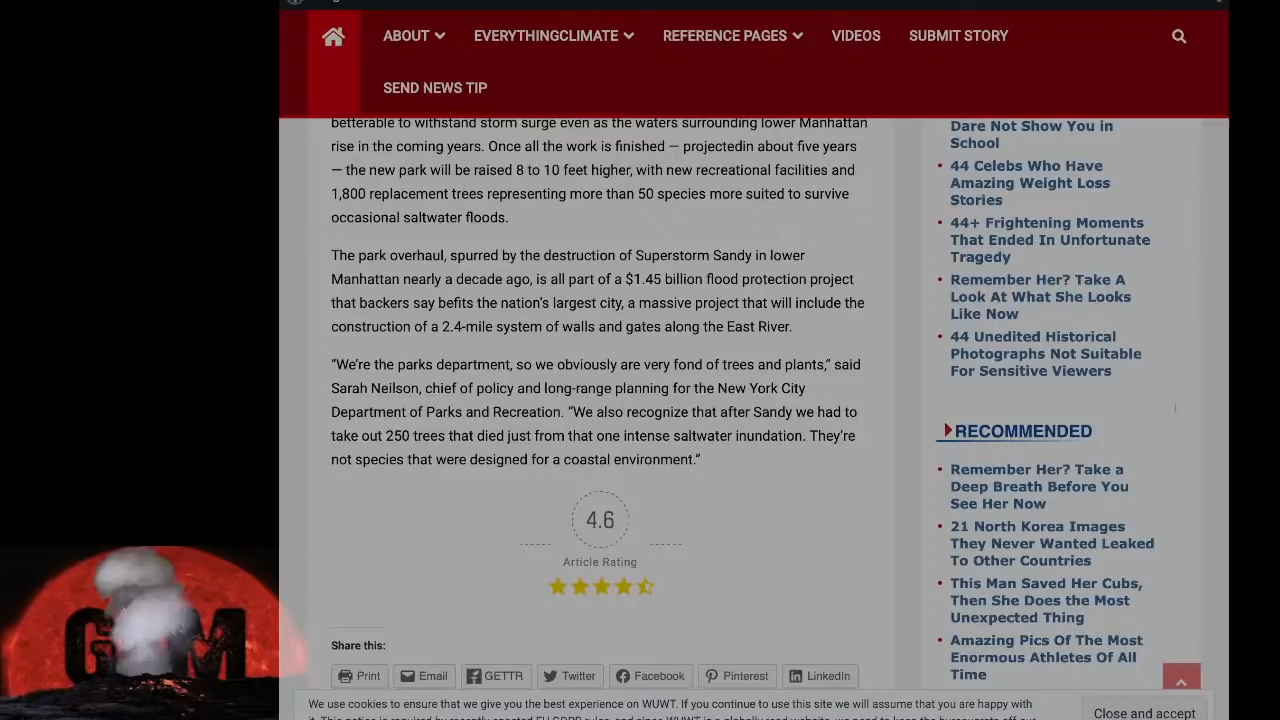 ABOUT
EVERYTHINGCLIMATE
REFERENCE PAGES
VIDEOS
SUBMIT STORY
SEND NEWS TIP
betterable to withstand storm surge even as the waters surrounding lower Manhattan
rise in the coming years. Once all the work is finished — projectedin about five years
— the new park will be raised 8 to 10 feet higher, with new recreational facilities and
1,800 replacement trees representing more than 50 species more suited to survive
occasional saltwater floods.
The park overhaul, spurred by the destruction of Superstorm Sandy in lower
Manhattan nearly a decade ago, is all part of a $1.45 billion flood protection project
that backers say befits the nation's largest city, a massive project that will include the
construction of a 2.4-mile system of walls and gates along the East River.
“We're the parks department, so we obviously are very fond of trees and plants,” said
Sarah Neilson, chief of policy and long-range planning for the New York City
Department of Parks and Recreation. “We also recognize that after Sandy we had to
take out 250 trees that died just from that one intense saltwater inundation. They're
not species that were designed for a coastal environment.”
4.6
Article Rating
Share this:
Print
Email
GETTR
Twitter
Facebook
Pinterest
LinkedIn
Dare Not Show You in
School
44 Celebs Who Have
Amazing Weight Loss
Stories
44+ Frightening Moments
That Ended In Unfortunate
Tragedy
Remember Her? Take A
Look At What She Looks
Like Now
44 Unedited Historical
Photographs Not Suitable
For Sensitive Viewers
RECOMMENDED
Remember Her? Take a
Deep Breath Before You
See Her Now
21 North Korea Images
They Never Wanted Leaked
To Other Countries
This Man Saved Her Cubs,
Then She Does the Most
Unexpected Thing
Amazing Pics Of The Most
Enormous Athletes Of All
Time
We use cookies to ensure that we give you the best experience on WUWT. If you continue to use this site we will assume that you are happy with
Close and accept